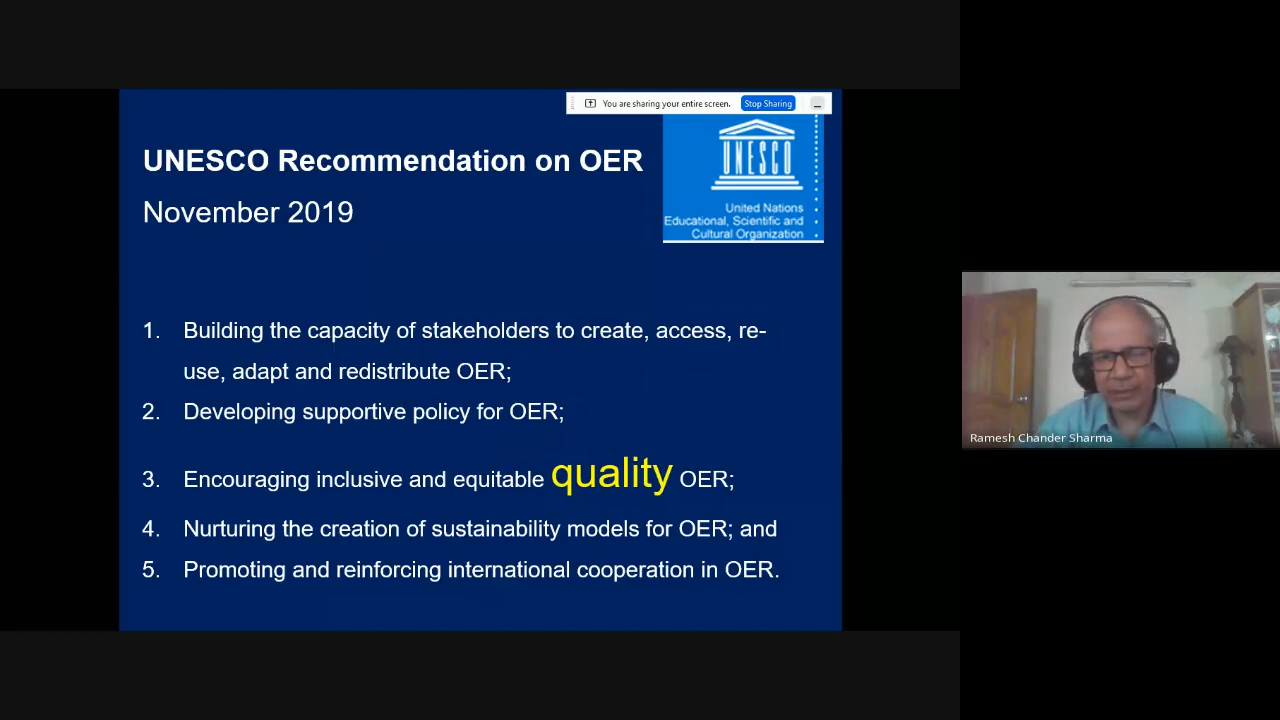 You are sharing your entire screen. Stop Sharing
UNESCO Recommendation on OER
November 2019
UNESCO
United Nations
Educational, Scientific and
Cultural Organization
1. Building the capacity of stakeholders to create, access, re-
use, adapt and redistribute OER;
2. Developing supportive policy for OER;
3. Encouraging inclusive and equitable quality OER;
4. Nurturing the creation of sustainability models for OER; and
5. Promoting and reinforcing international cooperation in OER.
Ramesh Chander Sharma